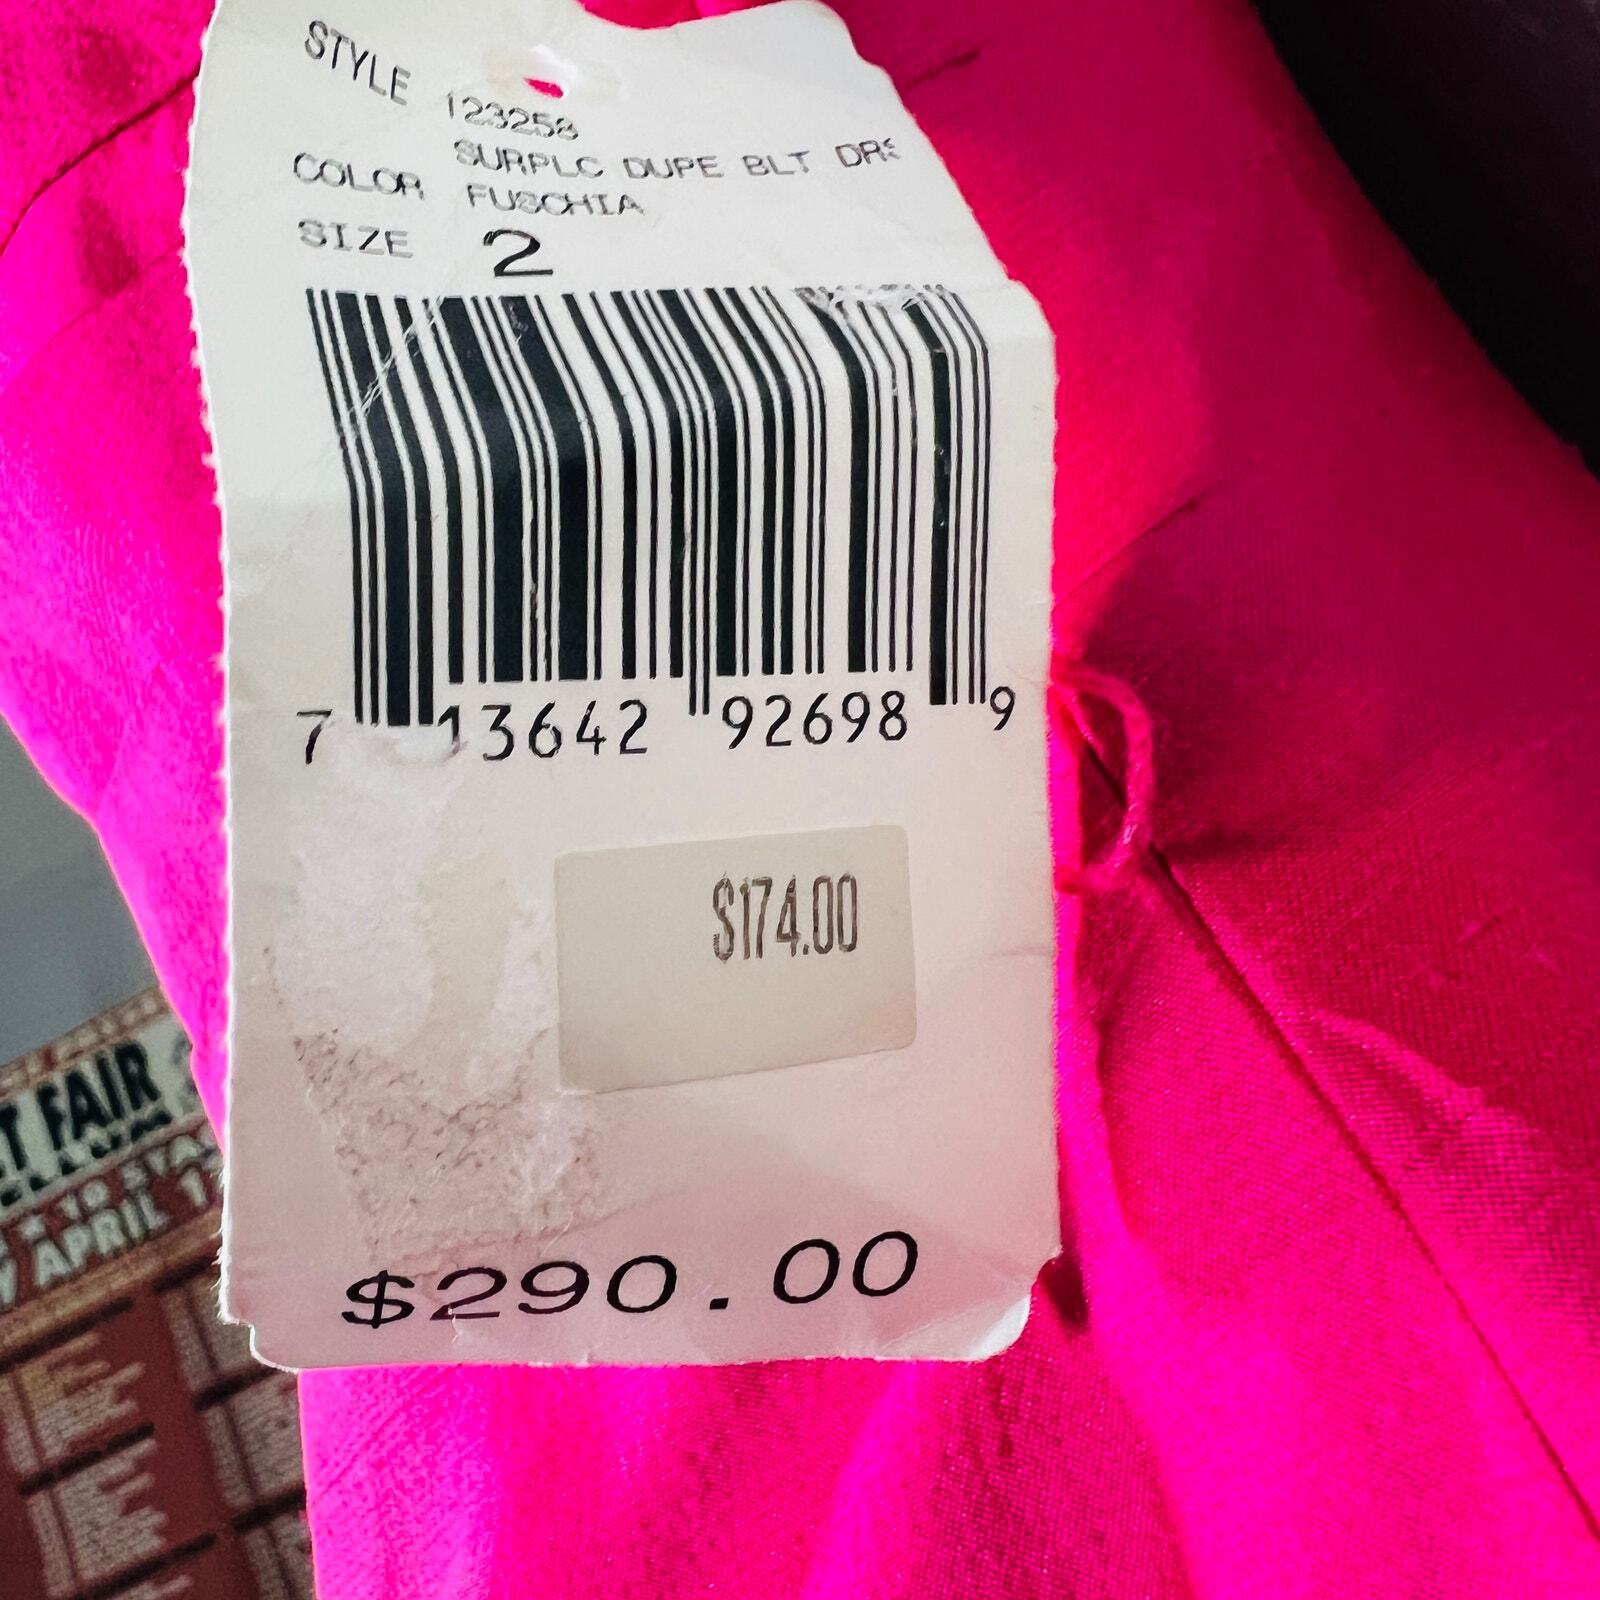 STYLE 123258
SURPLC DUPE BLT DRS
COLOR FUSCHIA
SIZE 2
7 13642 92698 9
$174.00
$290.00
T FAIR
APRIL